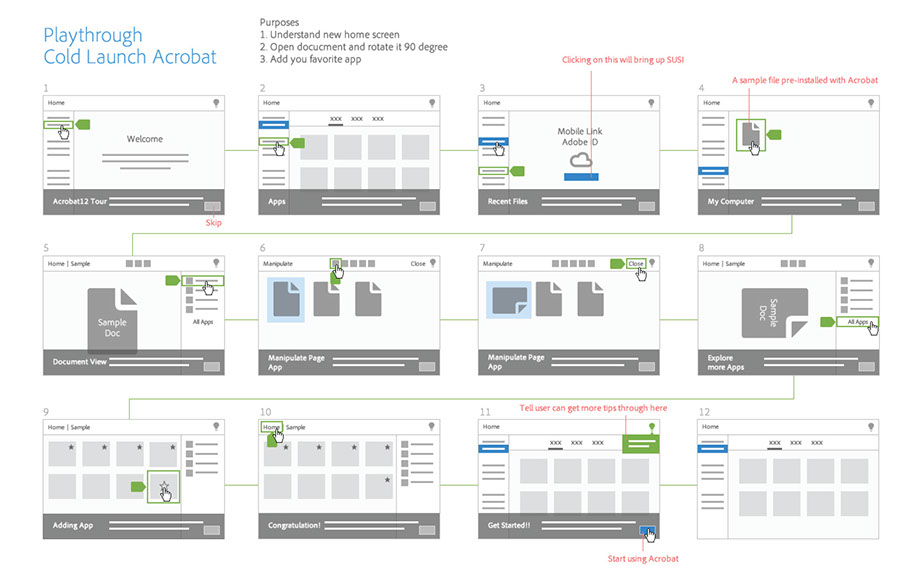 Playthrough
Cold Launch Acrobat
Purposes
1. Understand new home screen
2. Open docucment and rotate it 90 degree
3. Add you favorite app
Clicking on this will bring up SUSI
A sample file pre-installed with Acrobat
1
Home
Welcome
Acrobat12 Tour
Skip
2
Home
XXX XXX XXX
Apps
3
Home
Mobile Link
Adobe ID
Recent Files
4
Home
My Computer
5
Home | Sample
Sample
Doc
All Apps
Document View
6
Manipulate
Close
Manipulate Page
App
7
Manipulate
Close
Manipulate Page
App
8
Home | Sample
Sample
Doc
All Apps
Explore
more Apps
9
Home | Sample
Adding App
10
Home Sample
Congratulation!
11
Tell user can get more tips through here
Home
XXX XXX XXX
Get Started!!
Start using Acrobat
12
Home
XXX XXX XXX